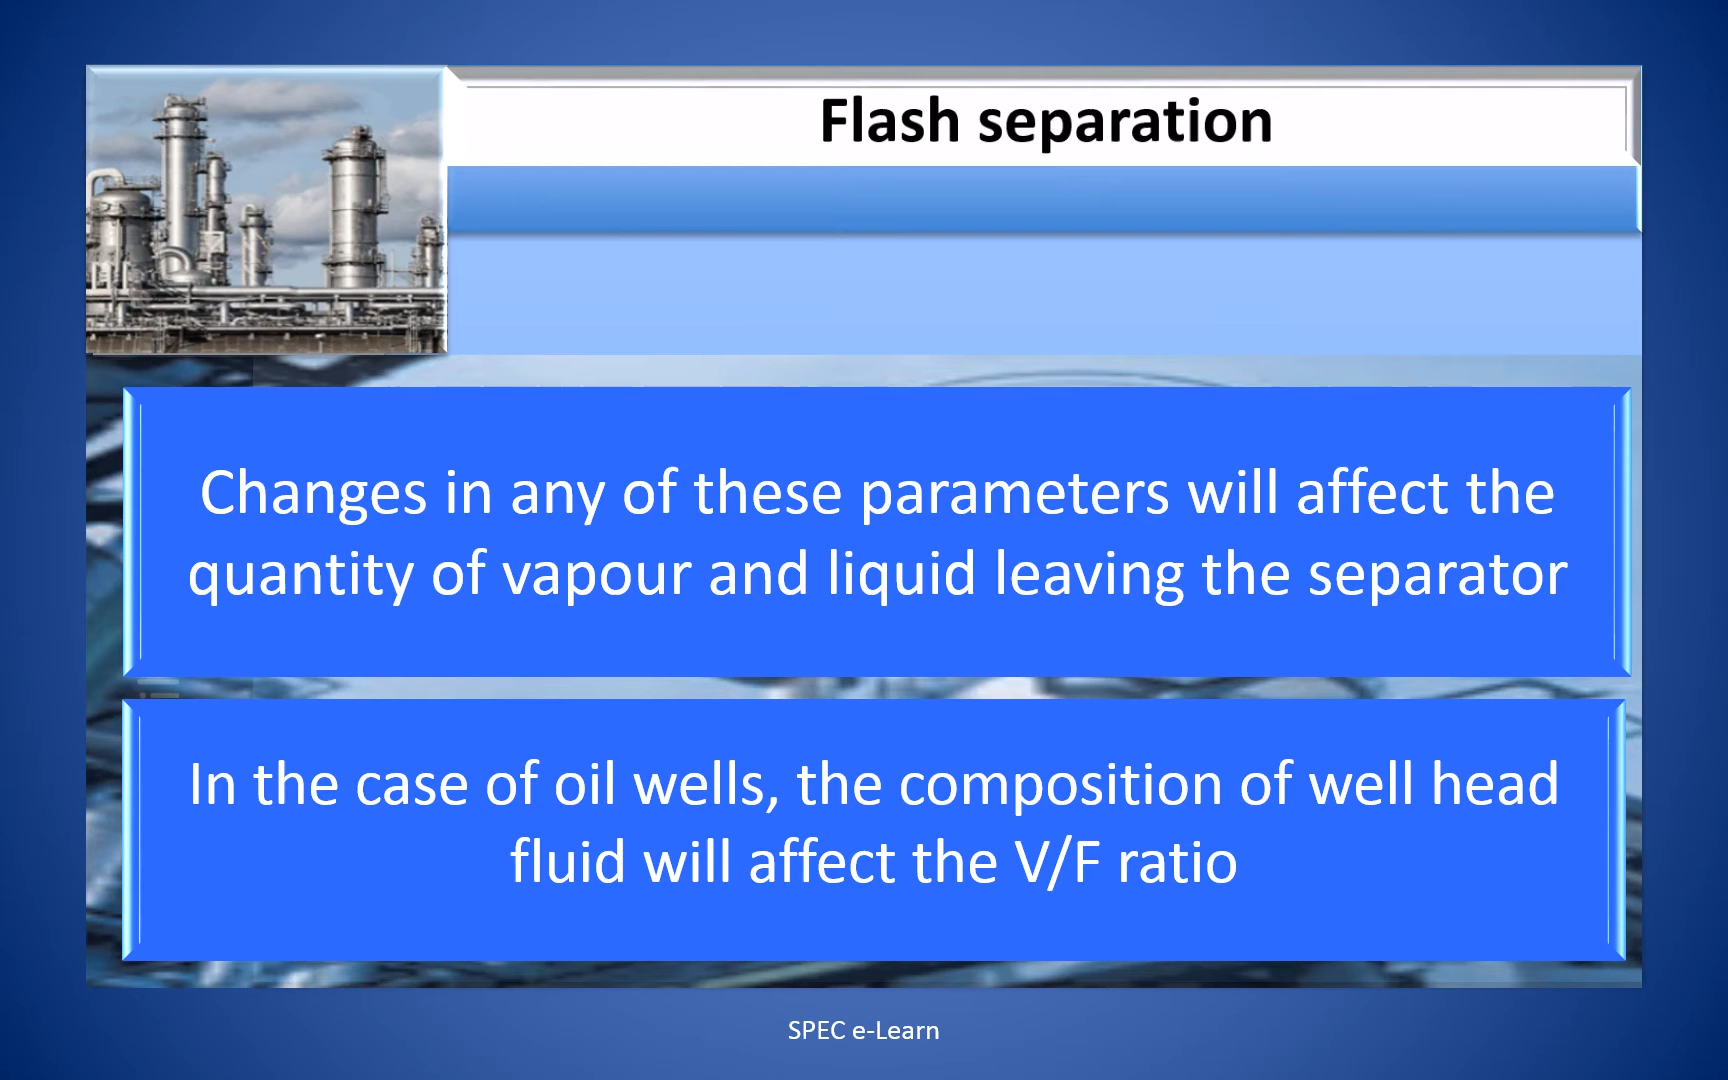 Flash separation
Changes in any of these parameters will affect the
quantity of vapour and liquid leaving the separator
In the case of oil wells, the composition of well head
fluid will affect the V/F ratio
SPEC e-Learn